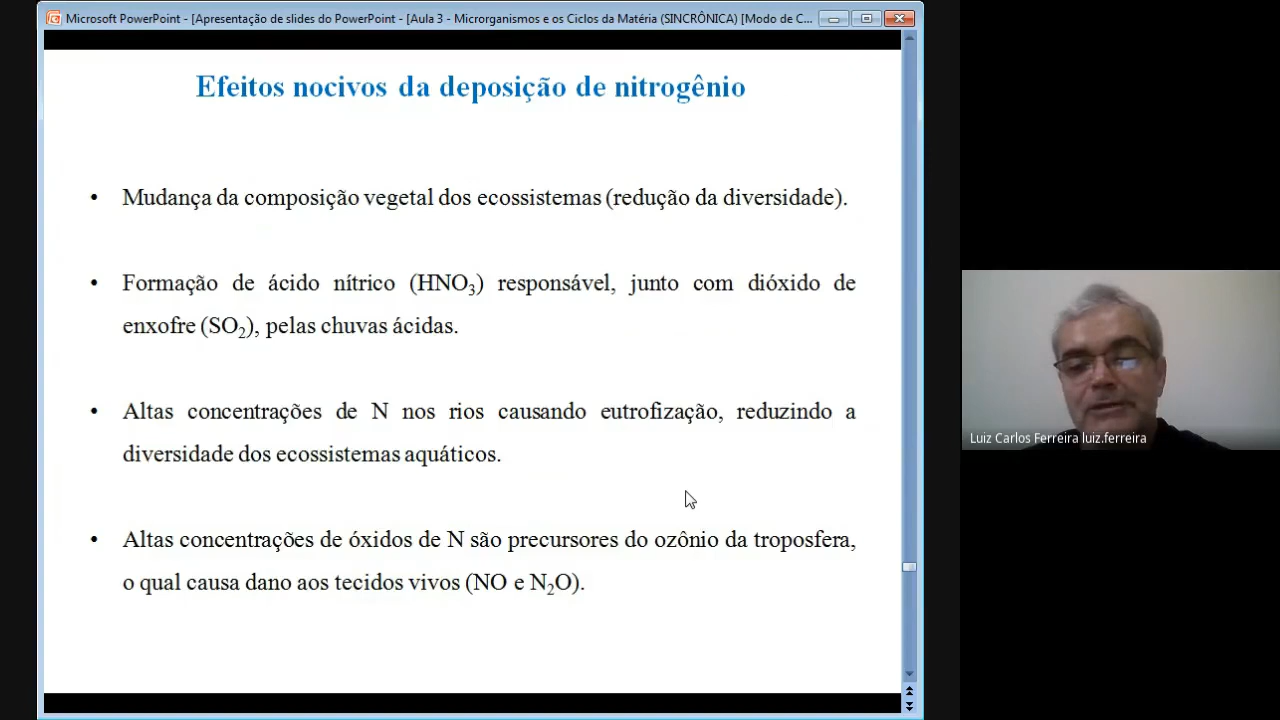 Microsoft PowerPoint - [Apresentação de slides do PowerPoint - [Aula 3 - Microrganismos e os Ciclos da Matéria (SINCRÔNICA) [Modo de C...
Efeitos nocivos da deposição de nitrogênio
• Mudança da composição vegetal dos ecossistemas (redução da diversidade).
• Formação de ácido nítrico (HNO₃) responsável, junto com dióxido de
enxofre (SO₂), pelas chuvas ácidas.
• Altas concentrações de N nos rios causando eutrofização, reduzindo a
diversidade dos ecossistemas aquáticos.
• Altas concentrações de óxidos de N são precursores do ozônio da troposfera,
o qual causa dano aos tecidos vivos (NO e N₂O).
Luiz Carlos Ferreira luiz.ferreira